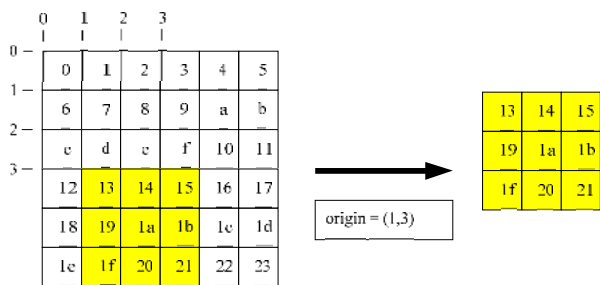 0 1 2 3
0
0 1 2 3 4 5
1
6 7 8 9 a b
2
c d e f 10 11
3
12 13 14 15 16 17
18 19 1a 1b 1c 1d
1e 1f 20 21 22 23
origin = (1,3)
13 14 15
19 1a 1b
1f 20 21